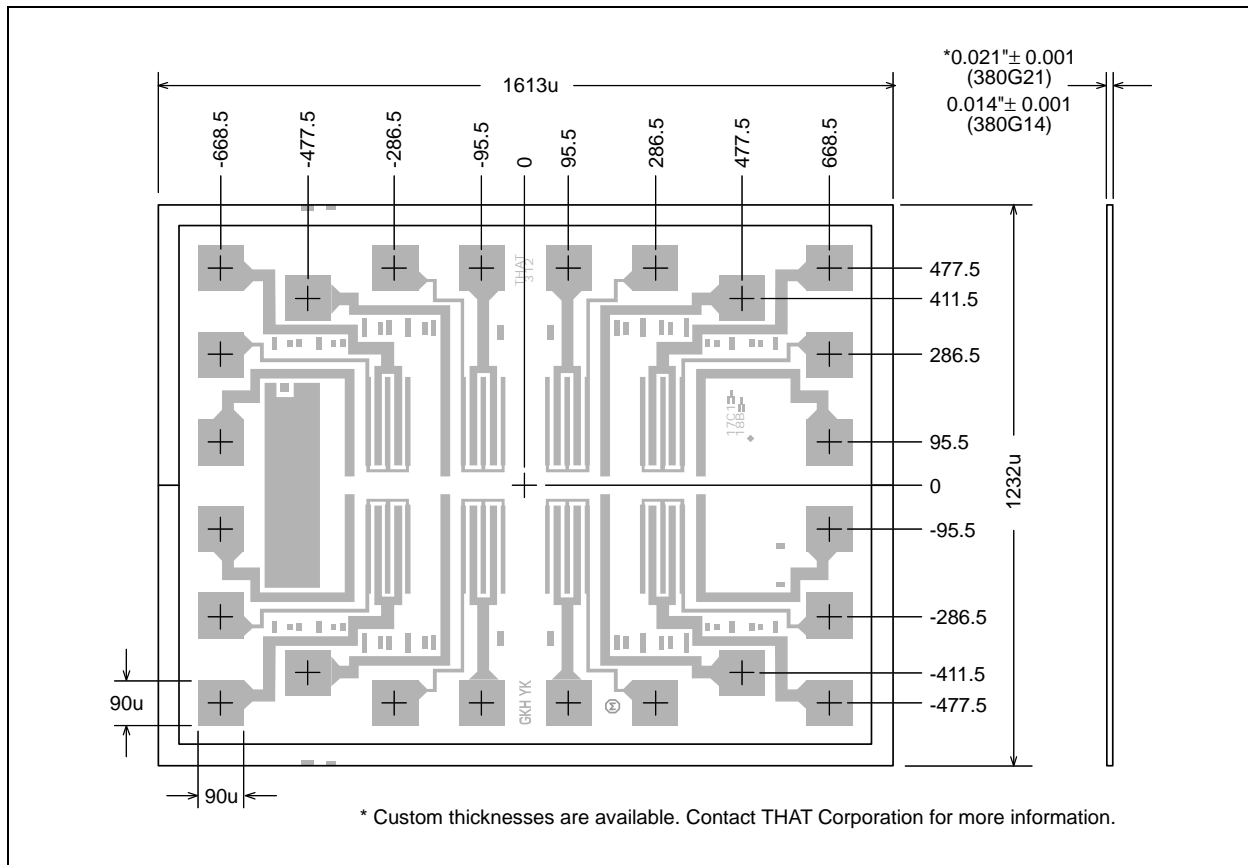 *0.021"± 0.001
(380G21)
0.014"± 0.001
(380G14)
1613u
-668.5
-477.5
-286.5
-95.5
0
95.5
286.5
477.5
668.5
THAT
312
477.5
411.5
286.5
95.5
0
-95.5
-286.5
-411.5
-477.5
1232u
17C1
18B
GKH YK
M
90u
90u
* Custom thicknesses are available. Contact THAT Corporation for more information.